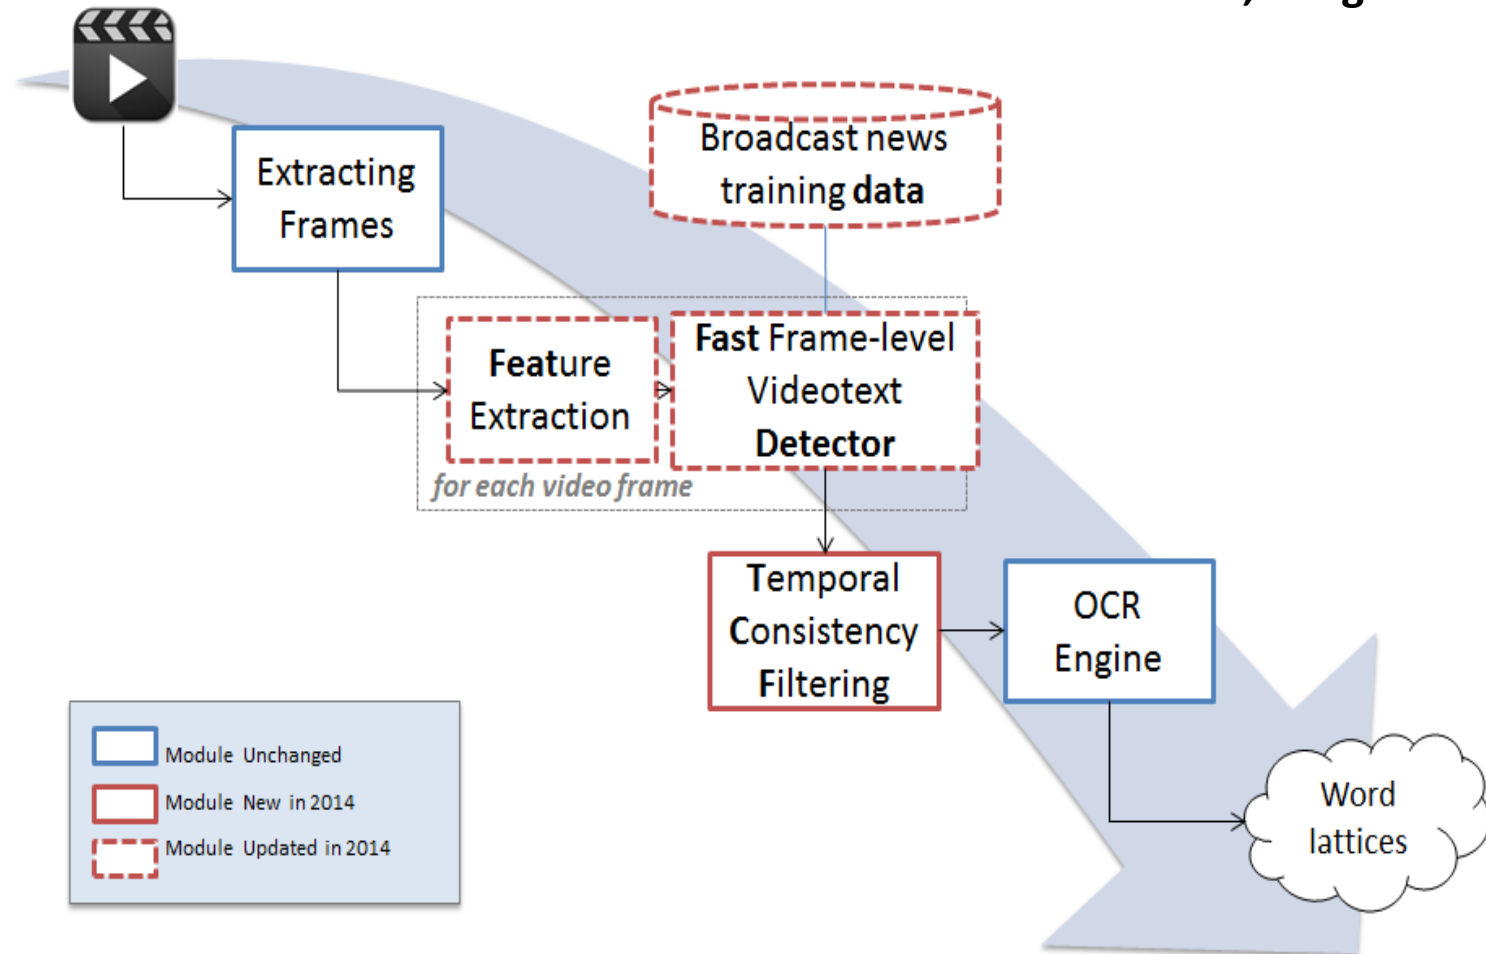 Extracting
Frames
Broadcast news
training data
Feature
Extraction
Fast Frame-level
Videotext
Detector
for each video frame
Temporal
Consistency
Filtering
OCR
Engine
Word
lattices
Module Unchanged
Module New in 2014
Module Updated in 2014